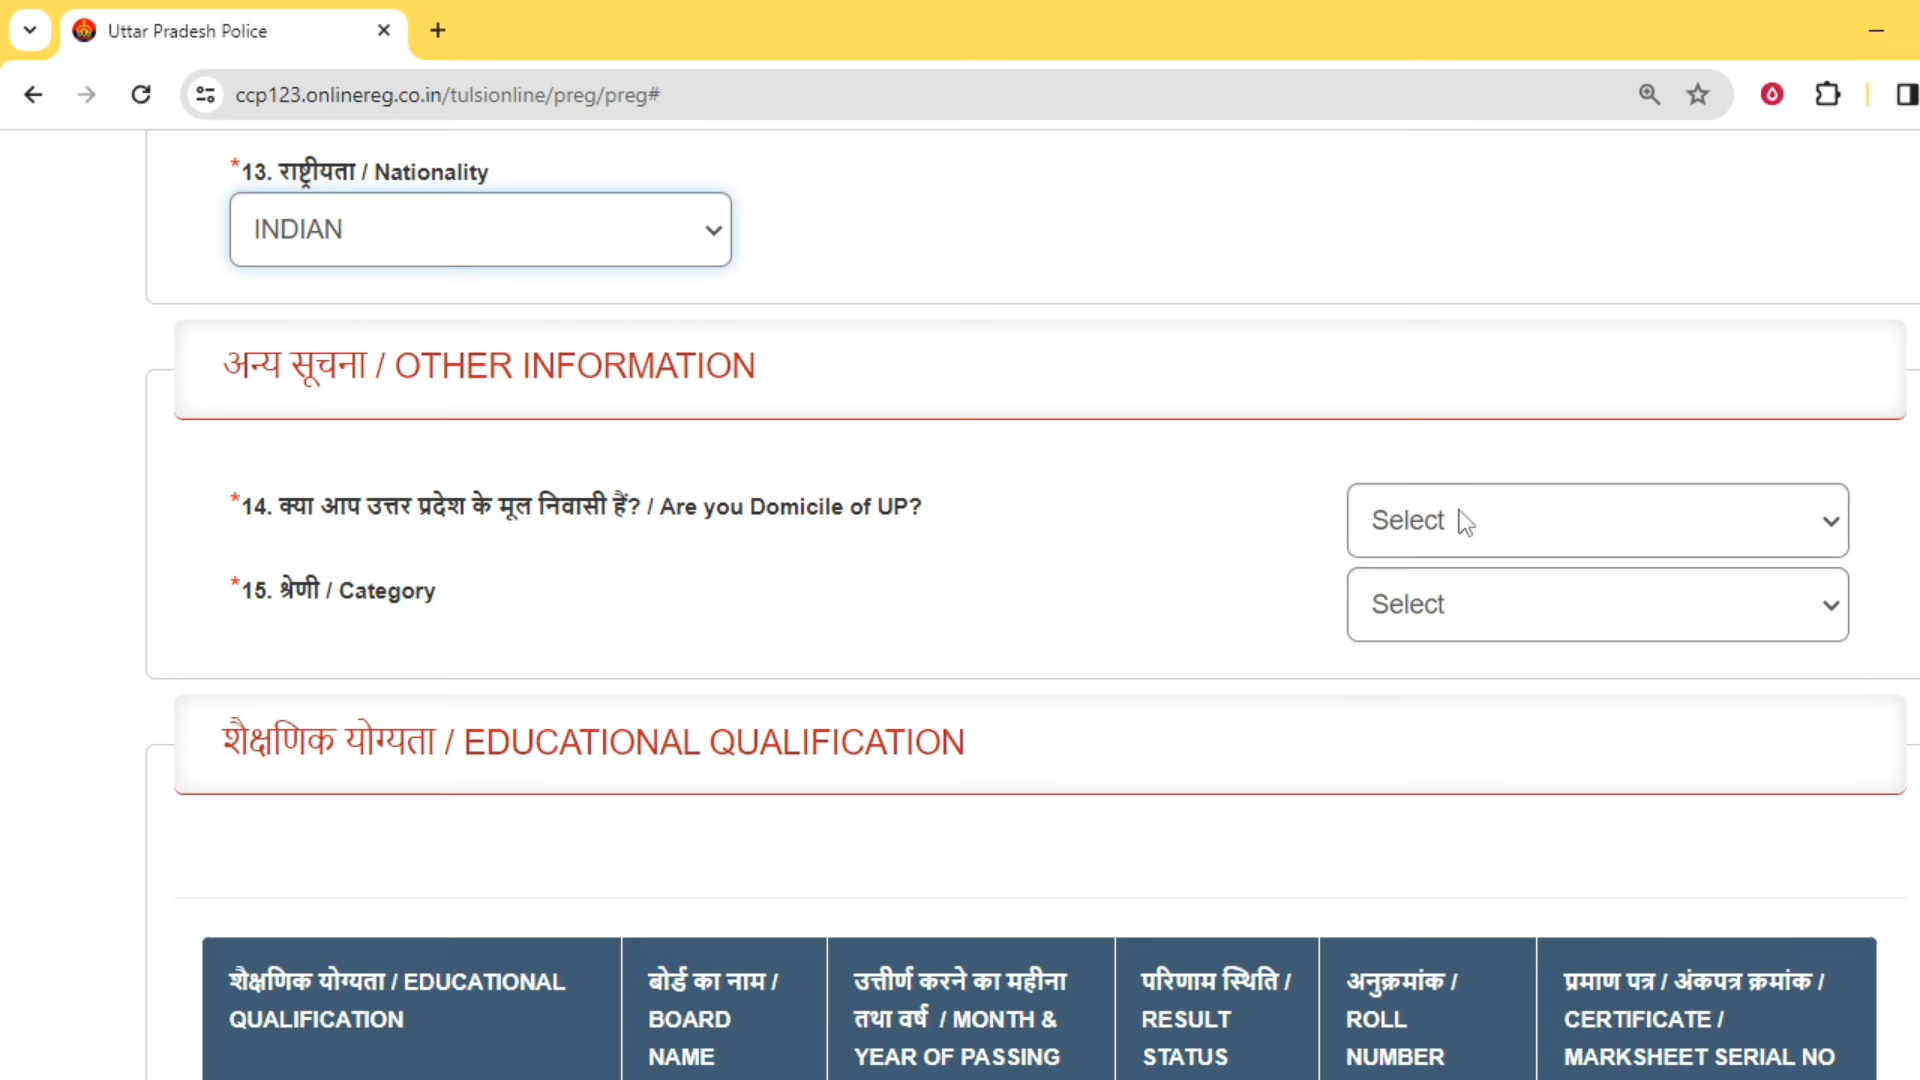 Uttar Pradesh Police
ccp123.onlinereg.co.in/tulsionline/preg/preg#
*13. राष्ट्रीयता / Nationality
INDIAN
अन्य सूचना / OTHER INFORMATION
*14. क्या आप उत्तर प्रदेश के मूल निवासी हैं? / Are you Domicile of UP?
Select
*15. श्रेणी / Category
Select
शैक्षणिक योग्यता / EDUCATIONAL QUALIFICATION
शैक्षणिक योग्यता / EDUCATIONAL
QUALIFICATION
बोर्ड का नाम /
BOARD
NAME
उत्तीर्ण करने का महीना
तथा वर्ष / MONTH &
YEAR OF PASSING
परिणाम स्थिति /
RESULT
STATUS
अनुक्रमांक /
ROLL
NUMBER
प्रमाण पत्र / अंकपत्र क्रमांक /
CERTIFICATE /
MARKSHEET SERIAL NO